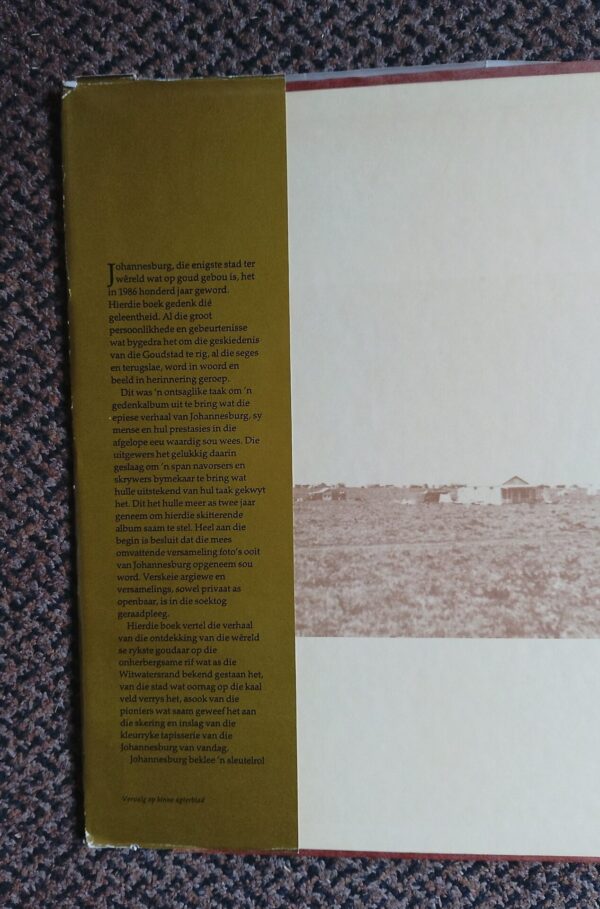 Johannesburg, die enigste stad ter
wêreld wat op goud gebou is, het
in 1986 honderd jaar geword.
Hierdie boek gedenk dié
geleentheid. Al die groot
persoonlikhede en gebeurtenisse
wat bygedra het om die geskiedenis
van die Goudstad te rig, al die seges
en terugslae, word in woord en
beeld in herinnering geroep.
Dit was 'n ontsaglike taak om 'n
gedenkalbum uit te bring wat die
epiese verhaal van Johannesburg, sy
mense en hul prestasies in die
afgelope eeu waardig sou wees. Die
uitgewers het gelukkig daarin
geslaag om 'n span navorsers en
skrywers bymekaar te bring wat
hulle uitstekend van hul taak gekwyt
het. Dit het hulle meer as twee jaar
geneem om hierdie skitterende
album saam te stel. Heel aan die
begin is besluit dat die mees
omvattende versameling foto's ooit
van Johannesburg opgeneem sou
word. Verskeie argiewe en
versamelings, sowel privaat as
openbaar, is in die soektog
geraadpleeg.
Hierdie boek vertel die verhaal
van die ontdekking van die wêreld
se rykste goudaar op die
onherbergsame rif wat as die
Witwatersrand bekend gestaan het,
van die stad wat oornag op die kaal
veld verrys het, asook van die
pioniers wat saam geweef het aan
die skering en inslag van die
kleurryke tapisserie van die
Johannesburg van vandag.
Johannesburg beklee 'n sleutelrol
Vervolg op binne-agterblad